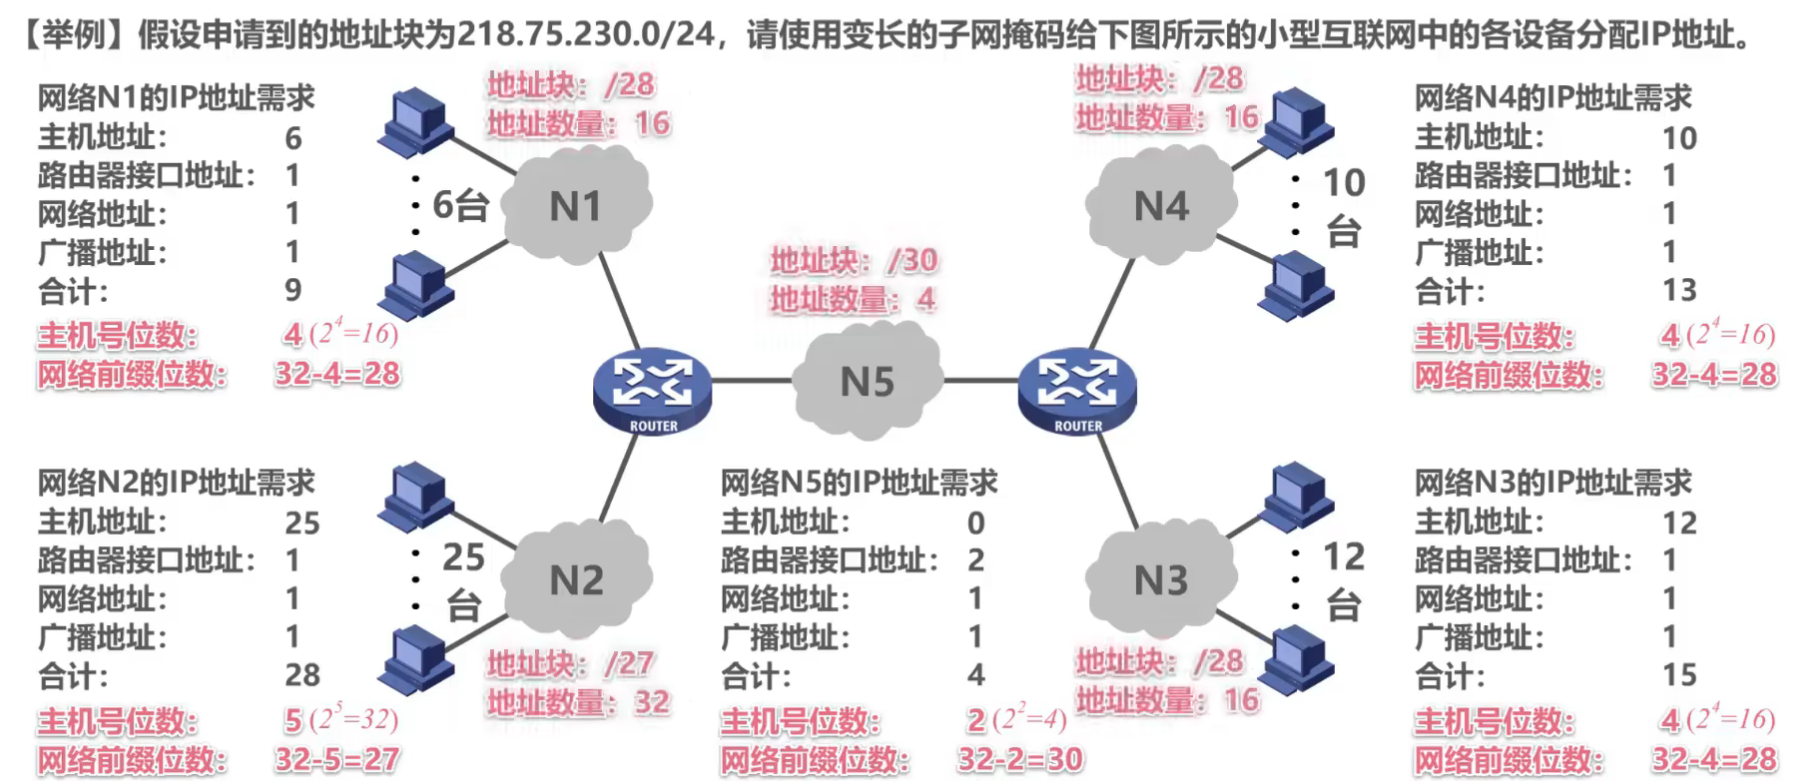 【举例】假设申请到的地址块为218.75.230.0/24，请使用变长的子网掩码给下图所示的小型互联网中的各设备分配IP地址。
网络N1的IP地址需求
主机地址： 6
路由器接口地址： 1
网络地址： 1
广播地址： 1
合计： 9
主机号位数： 4 (2⁴=16)
网络前缀位数： 32-4=28
地址块：/28
地址数量：16
6台
N1
地址块：/28
地址数量：16
N4
10
台
网络N4的IP地址需求
主机地址： 10
路由器接口地址： 1
网络地址： 1
广播地址： 1
合计： 13
主机号位数： 4 (2⁴=16)
网络前缀位数： 32-4=28
地址块：/30
地址数量：4
N5
ROUTER
ROUTER
网络N2的IP地址需求
主机地址： 25
路由器接口地址： 1
网络地址： 1
广播地址： 1
合计： 28
主机号位数： 5 (2⁵=32)
网络前缀位数： 32-5=27
25
台
N2
地址块：/27
地址数量：32
网络N5的IP地址需求
主机地址： 0
路由器接口地址： 2
网络地址： 1
广播地址： 1
合计： 4
主机号位数： 2 (2²=4)
网络前缀位数： 32-2=30
N3
12
台
地址块：/28
地址数量：16
网络N3的IP地址需求
主机地址： 12
路由器接口地址： 1
网络地址： 1
广播地址： 1
合计： 15
主机号位数： 4 (2⁴=16)
网络前缀位数： 32-4=28